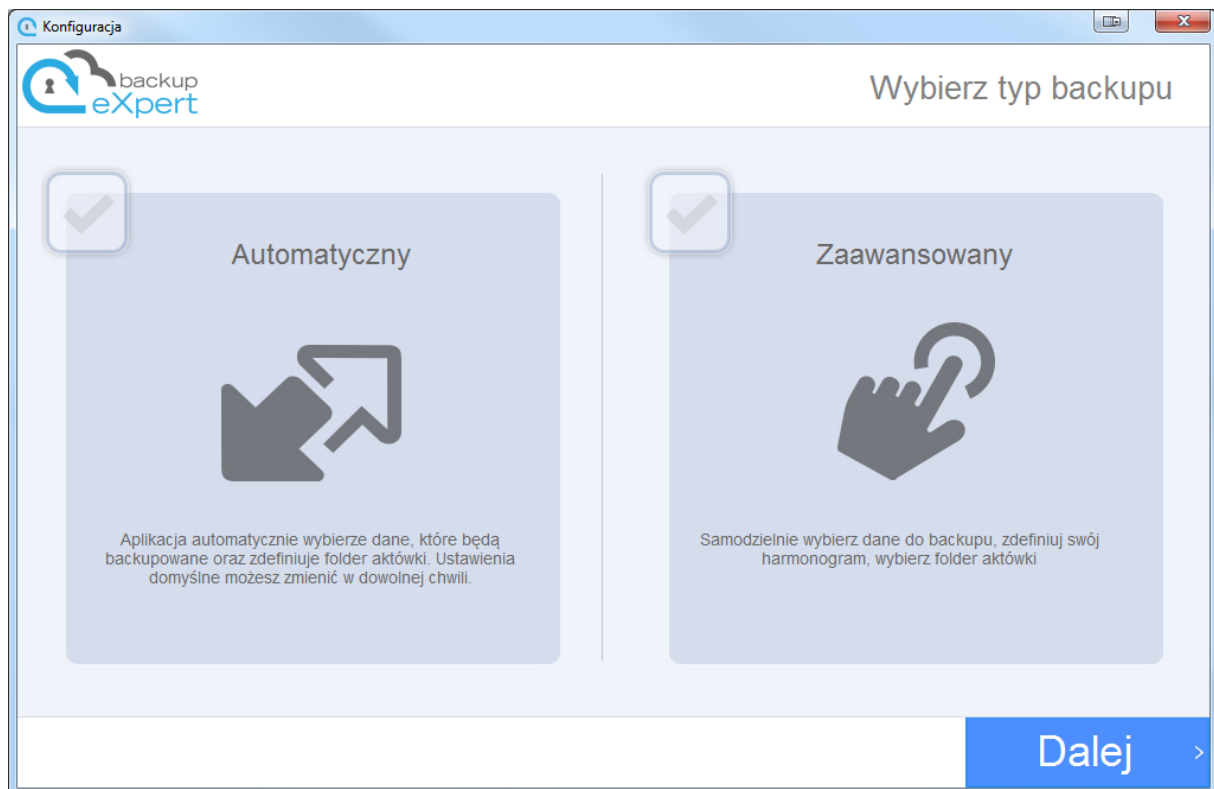 Konfiguracja
backup
eXpert
Wybierz typ backupu
Automatyczny
Aplikacja automatycznie wybierze dane, które będą
backupowane oraz zdefiniuje folder aktówki. Ustawienia
domyślne możesz zmienić w dowolnej chwili.
Zaawansowany
Samodzielnie wybierz dane do backupu, zdefiniuj swój
harmonogram, wybierz folder aktówki
Dalej >